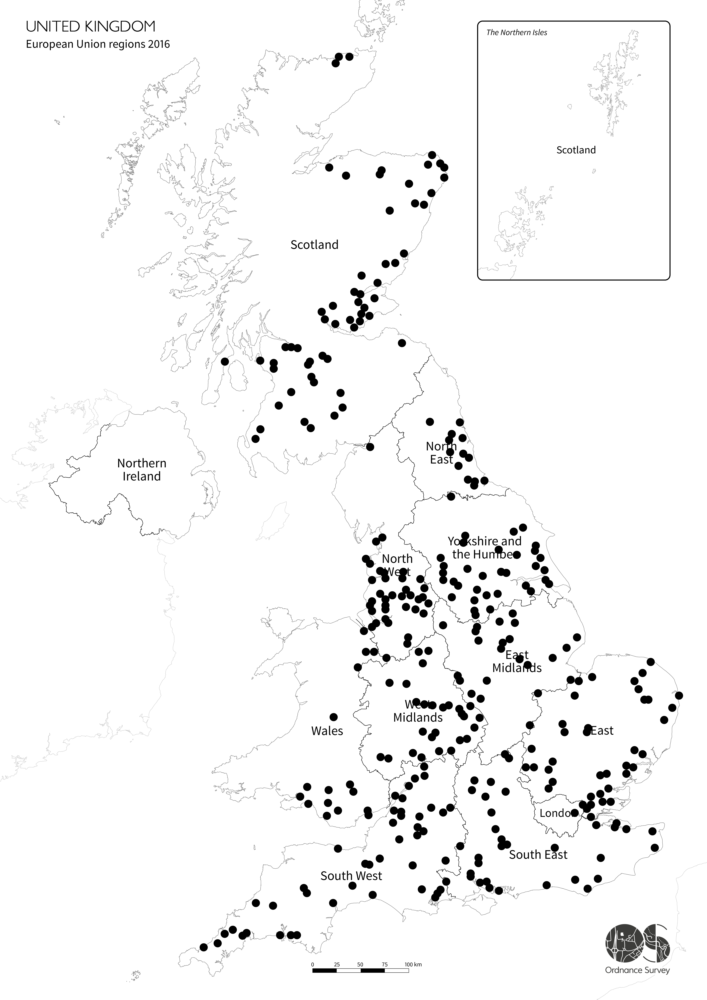 UNITED KINGDOM
European Union regions 2016
The Northern Isles
Scotland
Scotland
Northern
Ireland
North
East
Yorkshire and
the Humber
North
West
East
Midlands
West
Midlands
Wales
East
London
South East
South West
0 25 50 75 100 km
OS
Ordnance Survey